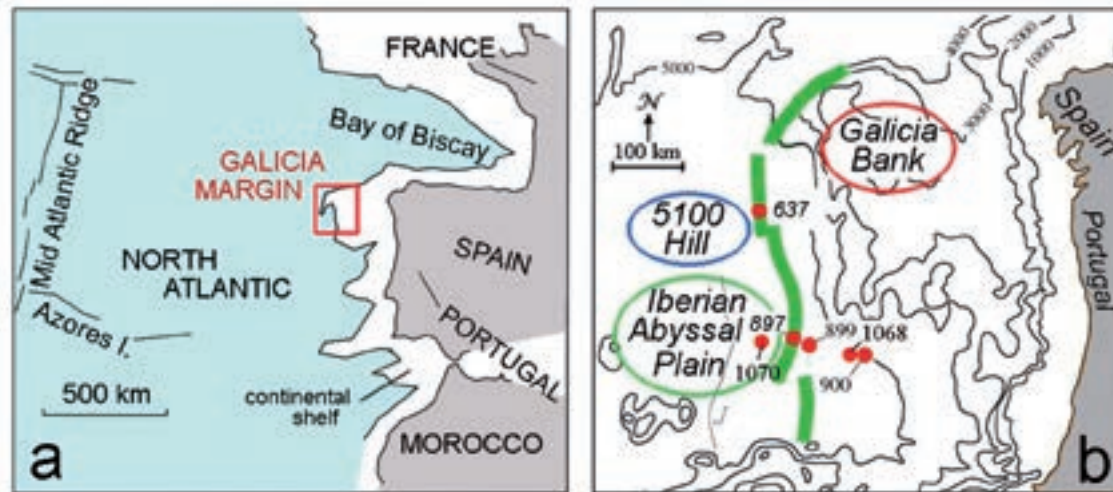 FRANCE
Bay of Biscay
GALICIA
MARGIN
Mid Atlantic Ridge
NORTH
ATLANTIC
SPAIN
Azores I.
PORTUGAL
500 km
continental
shelf
MOROCCO
a
5000
4000
2000
1000
3000
N
100 km
Galicia
Bank
Spain
5100
Hill
637
Portugal
Iberian
Abyssal
Plain
897
899
1068
1070
900
J
b